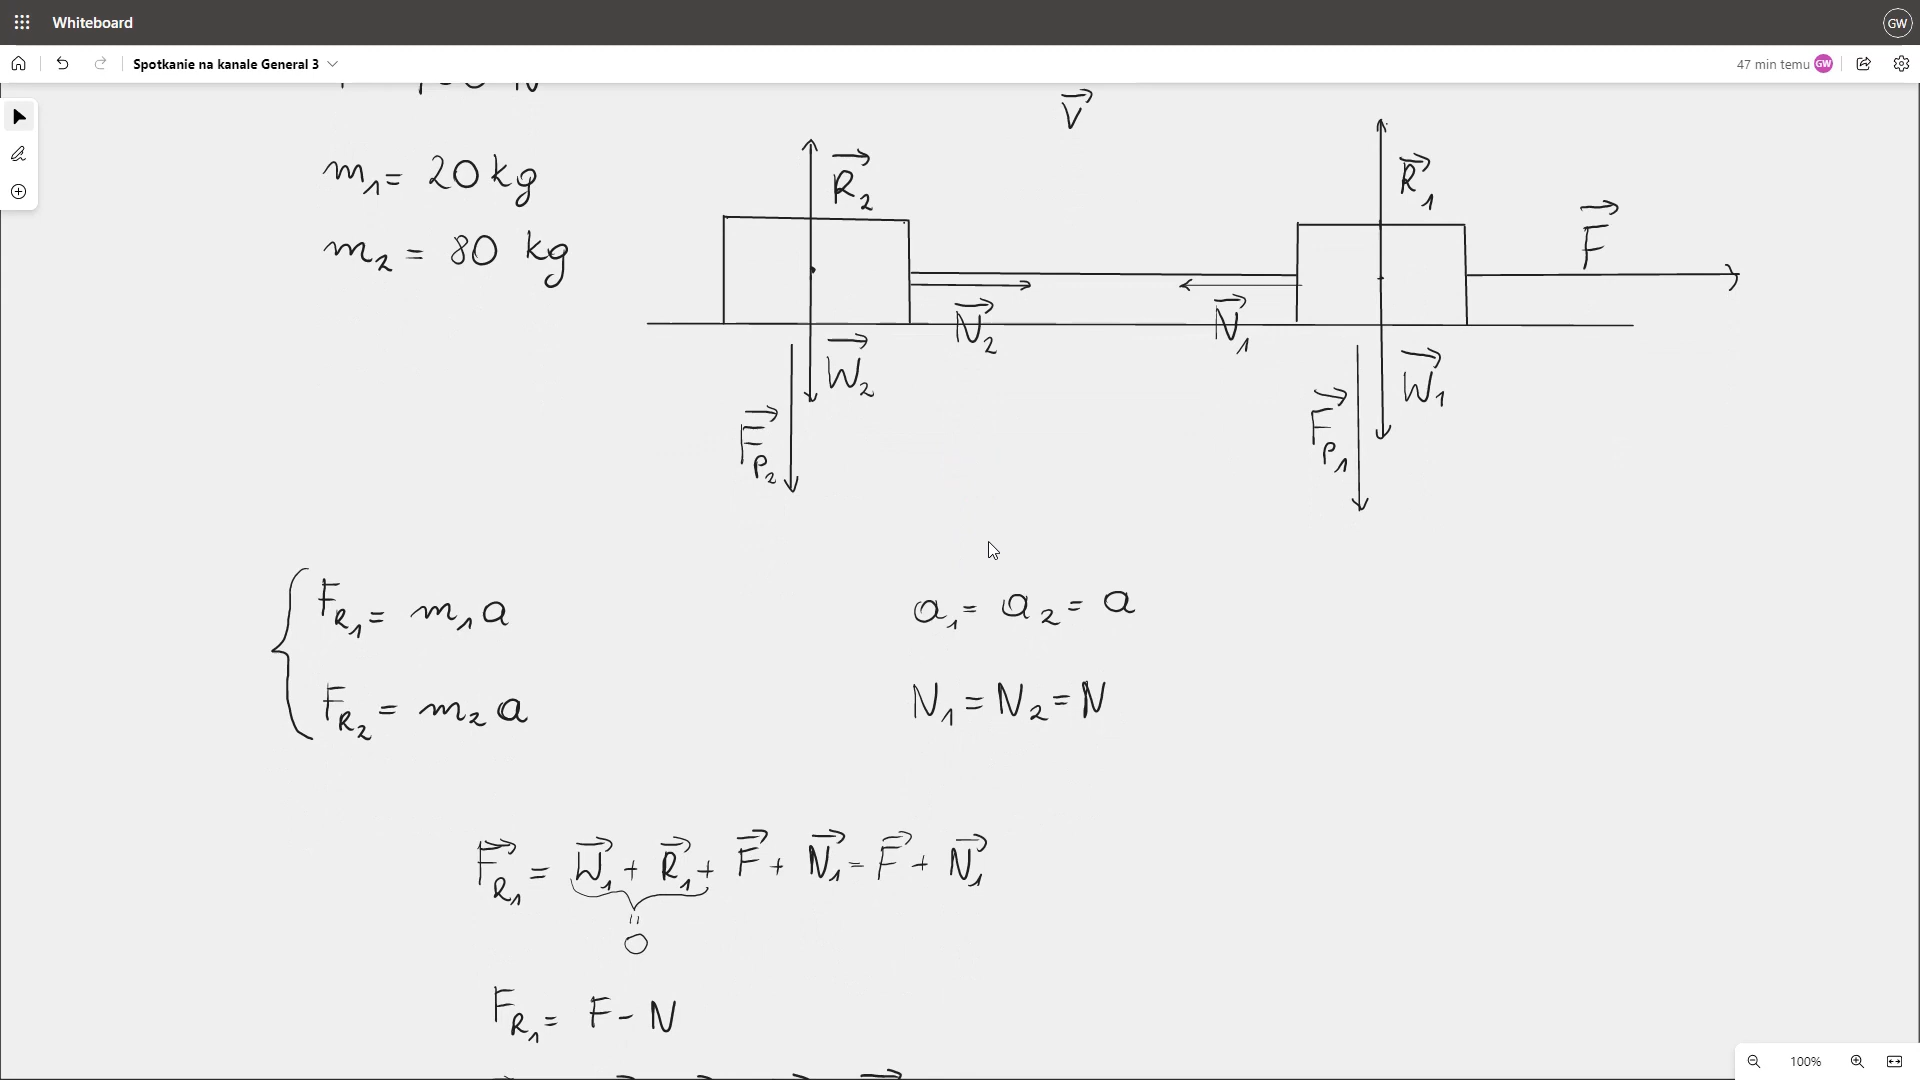 Whiteboard
GW
Spotkanie na kanale General 3
47 min temu GW
V⃗
m₁ = 20 kg
R⃗₂
R⃗₁
F⃗
m₂ = 80 kg
N⃗₂
N⃗₁
W⃗₂
W⃗₁
F⃗p₂
F⃗p₁
F_R₁ = m₁a
a₁ = a₂ = a
F_R₂ = m₂a
N₁ = N₂ = N
F⃗_R₁ = W⃗₁ + R⃗₁ + F⃗ + N⃗₁ = F⃗ + N⃗₁
"
0
F_R₁ = F - N
100%